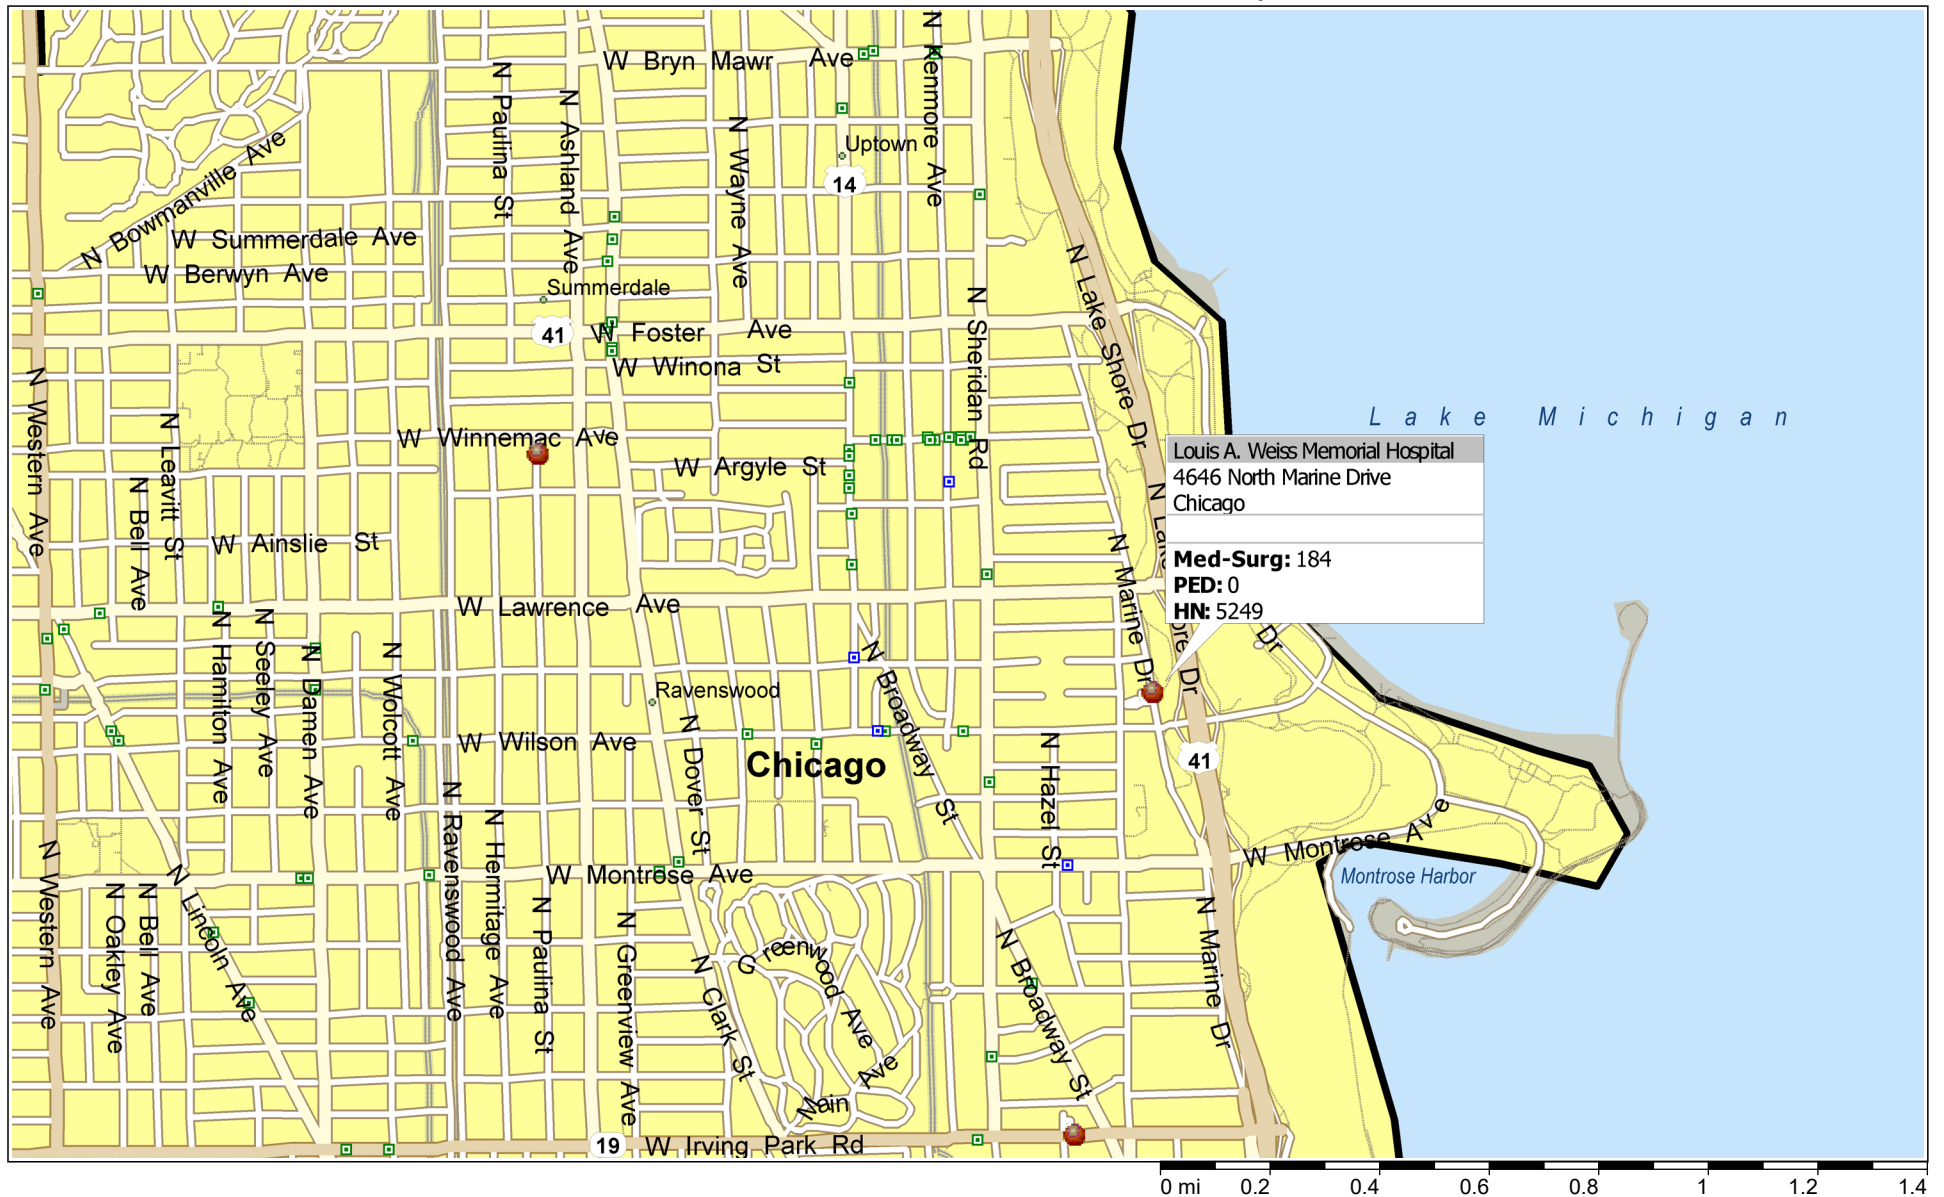 W Bryn Mawr Ave
N Kenmore Ave
N Paulina St
N Ashland Ave
N Wayne Ave
Uptown
14
N Bowmanville Ave
W Summerdale Ave
W Berwyn Ave
Summerdale
41
W Foster Ave
W Winona St
N Sheridan Rd
N Lake Shore Dr
N Western Ave
N Leavitt St
N Bell Ave
W Winnemac Ave
W Argyle St
Lake Michigan
Louis A. Weiss Memorial Hospital
4646 North Marine Drive
Chicago
Med-Surg: 184
PED: 0
HN: 5249
W Ainslie St
N Marine Dr
W Lawrence Ave
N Hamilton Ave
N Seeley Ave
N Damen Ave
N Wolcott Ave
Ravenswood
N Broadway St
Dr
W Wilson Ave
N Dover St
Chicago
N Hazel St
41
N Ravenswood Ave
N Hermitage Ave
W Montrose Ave
W Montrose Ave
Montrose Harbor
N Western Ave
N Oakley Ave
N Bell Ave
N Lincoln Ave
N Paulina St
N Greenview Ave
N Clark St
Greenwood Ave
Main Ave
N Broadway St
N Marine Dr
19
W Irving Park Rd
0 mi 0.2 0.4 0.6 0.8 1 1.2 1.4